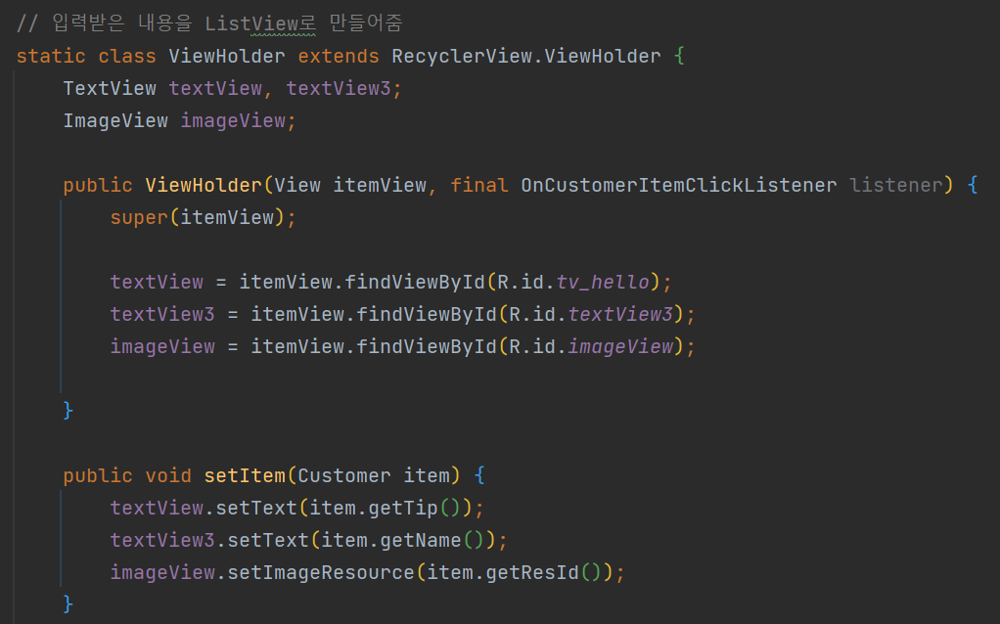 // 입력받은 내용을 ListView로 만들어줌
static class ViewHolder extends RecyclerView.ViewHolder {
    TextView textView, textView3;
    ImageView imageView;
    public ViewHolder(View itemView, final OnCustomerItemClickListener listener) {
        super(itemView);
        textView = itemView.findViewById(R.id.tv_hello);
        textView3 = itemView.findViewById(R.id.textView3);
        imageView = itemView.findViewById(R.id.imageView);
    }
    public void setItem(Customer item) {
        textView.setText(item.getTip());
        textView3.setText(item.getName());
        imageView.setImageResource(item.getResId());
    }